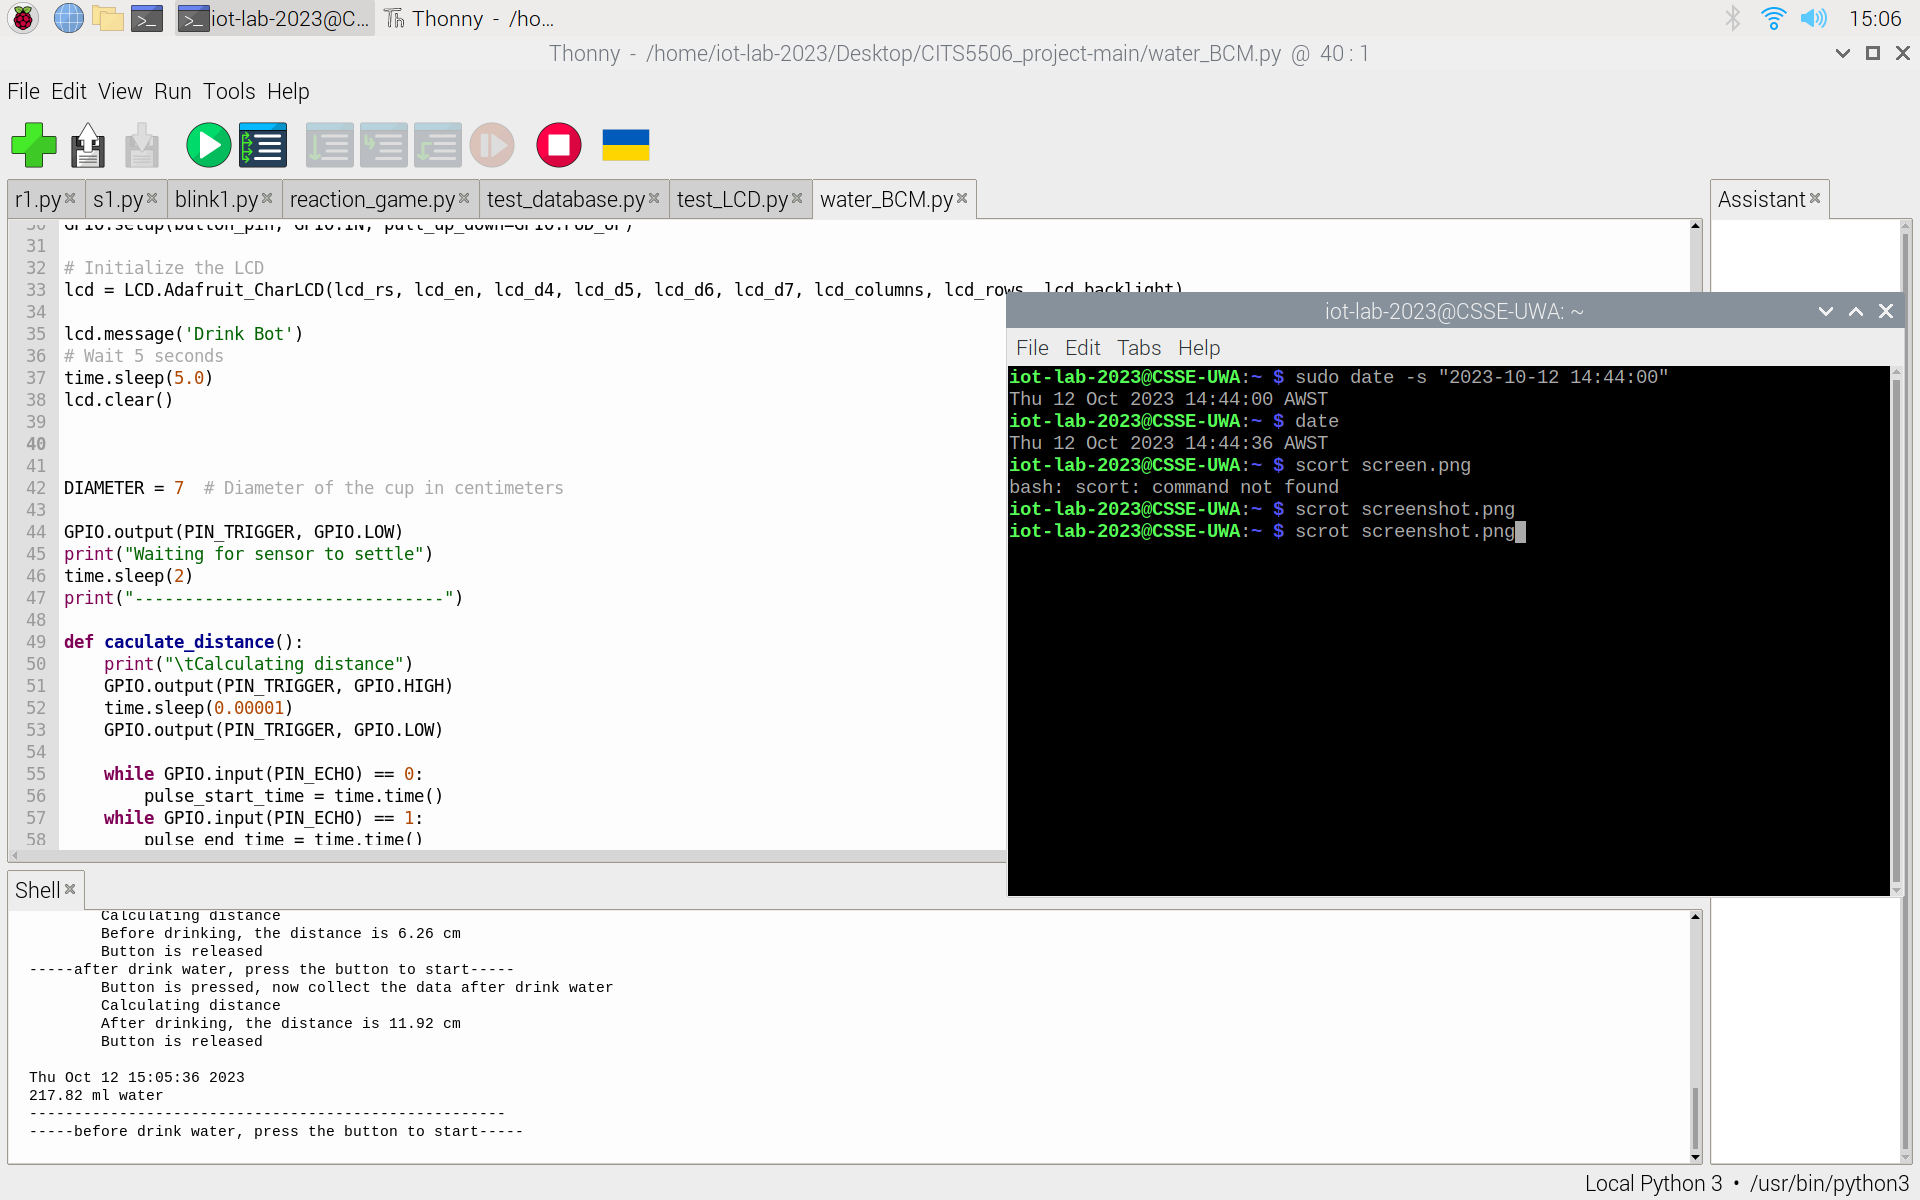 iot-lab-2023@C...
Thonny - /ho...
15:06
Thonny - /home/iot-lab-2023/Desktop/CITS5506_project-main/water_BCM.py @ 40 : 1
File Edit View Run Tools Help
r1.py s1.py blink1.py reaction_game.py test_database.py test_LCD.py water_BCM.py
Assistant
30 GPIO.setup(button_pin, GPIO.IN, pull_up_down=GPIO.PUD_UP)
31
32 # Initialize the LCD
33 lcd = LCD.Adafruit_CharLCD(lcd_rs, lcd_en, lcd_d4, lcd_d5, lcd_d6, lcd_d7, lcd_columns, lcd_rows, lcd_backlight)
34
35 lcd.message('Drink Bot')
36 # Wait 5 seconds
37 time.sleep(5.0)
38 lcd.clear()
39
40
41
42 DIAMETER = 7  # Diameter of the cup in centimeters
43
44 GPIO.output(PIN_TRIGGER, GPIO.LOW)
45 print("Waiting for sensor to settle")
46 time.sleep(2)
47 print("-------------------------------")
48
49 def caculate_distance():
50     print("\tCalculating distance")
51     GPIO.output(PIN_TRIGGER, GPIO.HIGH)
52     time.sleep(0.00001)
53     GPIO.output(PIN_TRIGGER, GPIO.LOW)
54
55     while GPIO.input(PIN_ECHO) == 0:
56         pulse_start_time = time.time()
57     while GPIO.input(PIN_ECHO) == 1:
58         pulse_end_time = time.time()
iot-lab-2023@CSSE-UWA: ~
File Edit Tabs Help
iot-lab-2023@CSSE-UWA:~ $ sudo date -s "2023-10-12 14:44:00"
Thu 12 Oct 2023 14:44:00 AWST
iot-lab-2023@CSSE-UWA:~ $ date
Thu 12 Oct 2023 14:44:36 AWST
iot-lab-2023@CSSE-UWA:~ $ scort screen.png
bash: scort: command not found
iot-lab-2023@CSSE-UWA:~ $ scrot screenshot.png
iot-lab-2023@CSSE-UWA:~ $ scrot screenshot.png
Shell
Calculating distance
Before drinking, the distance is 6.26 cm
Button is released
-----after drink water, press the button to start-----
Button is pressed, now collect the data after drink water
Calculating distance
After drinking, the distance is 11.92 cm
Button is released
Thu Oct 12 15:05:36 2023
217.82 ml water
-----------------------------------------------------
-----before drink water, press the button to start-----
Local Python 3 • /usr/bin/python3